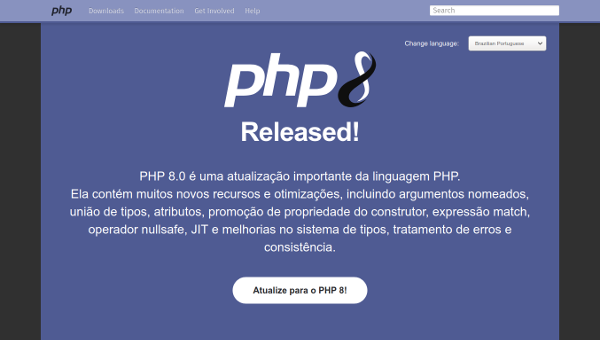 php Downloads Documentation Get Involved Help Search
Change language: Brazilian Portuguese
php 8
Released!
PHP 8.0 é uma atualização importante da linguagem PHP.
Ela contém muitos novos recursos e otimizações, incluindo argumentos nomeados,
união de tipos, atributos, promoção de propriedade do construtor, expressão match,
operador nullsafe, JIT e melhorias no sistema de tipos, tratamento de erros e
consistência.
Atualize para o PHP 8!